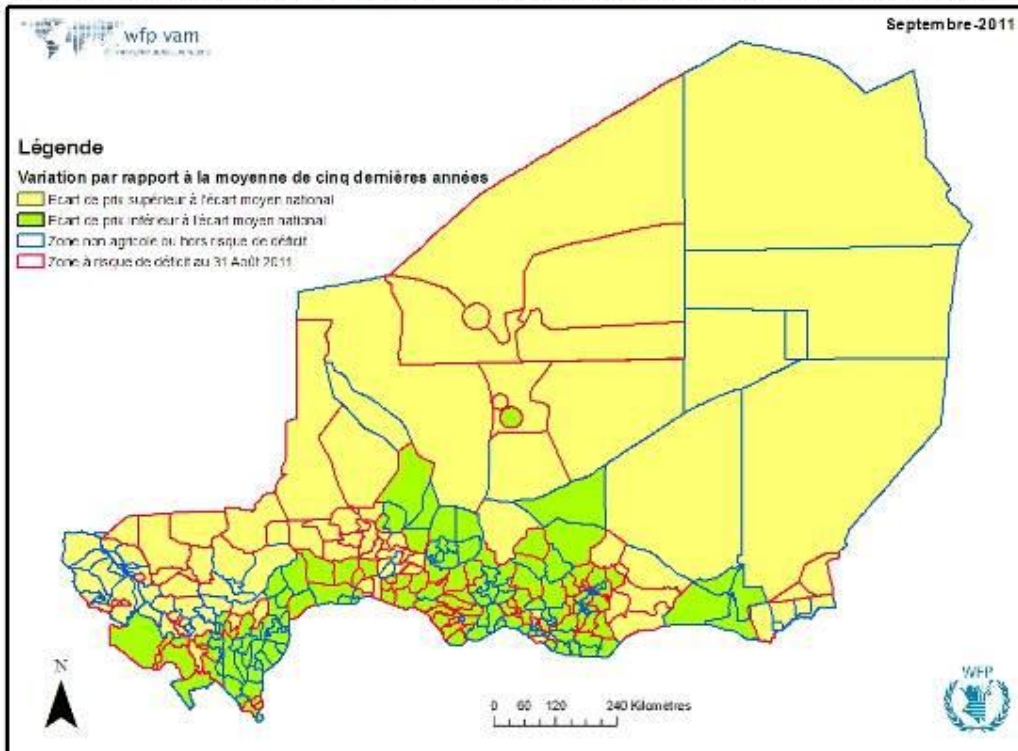 wfp vam
Septembre-2011
Légende
Variation par rapport à la moyenne de cinq dernières années
Ecart de prix supérieur à l'écart moyen national
Ecart de prix inférieur à l'écart moyen national
Zone non agricole ou hors risque de déficit
Zone à risque de déficit au 31 Août 2011
N
0 60 120 240 Kilomètres
WFP